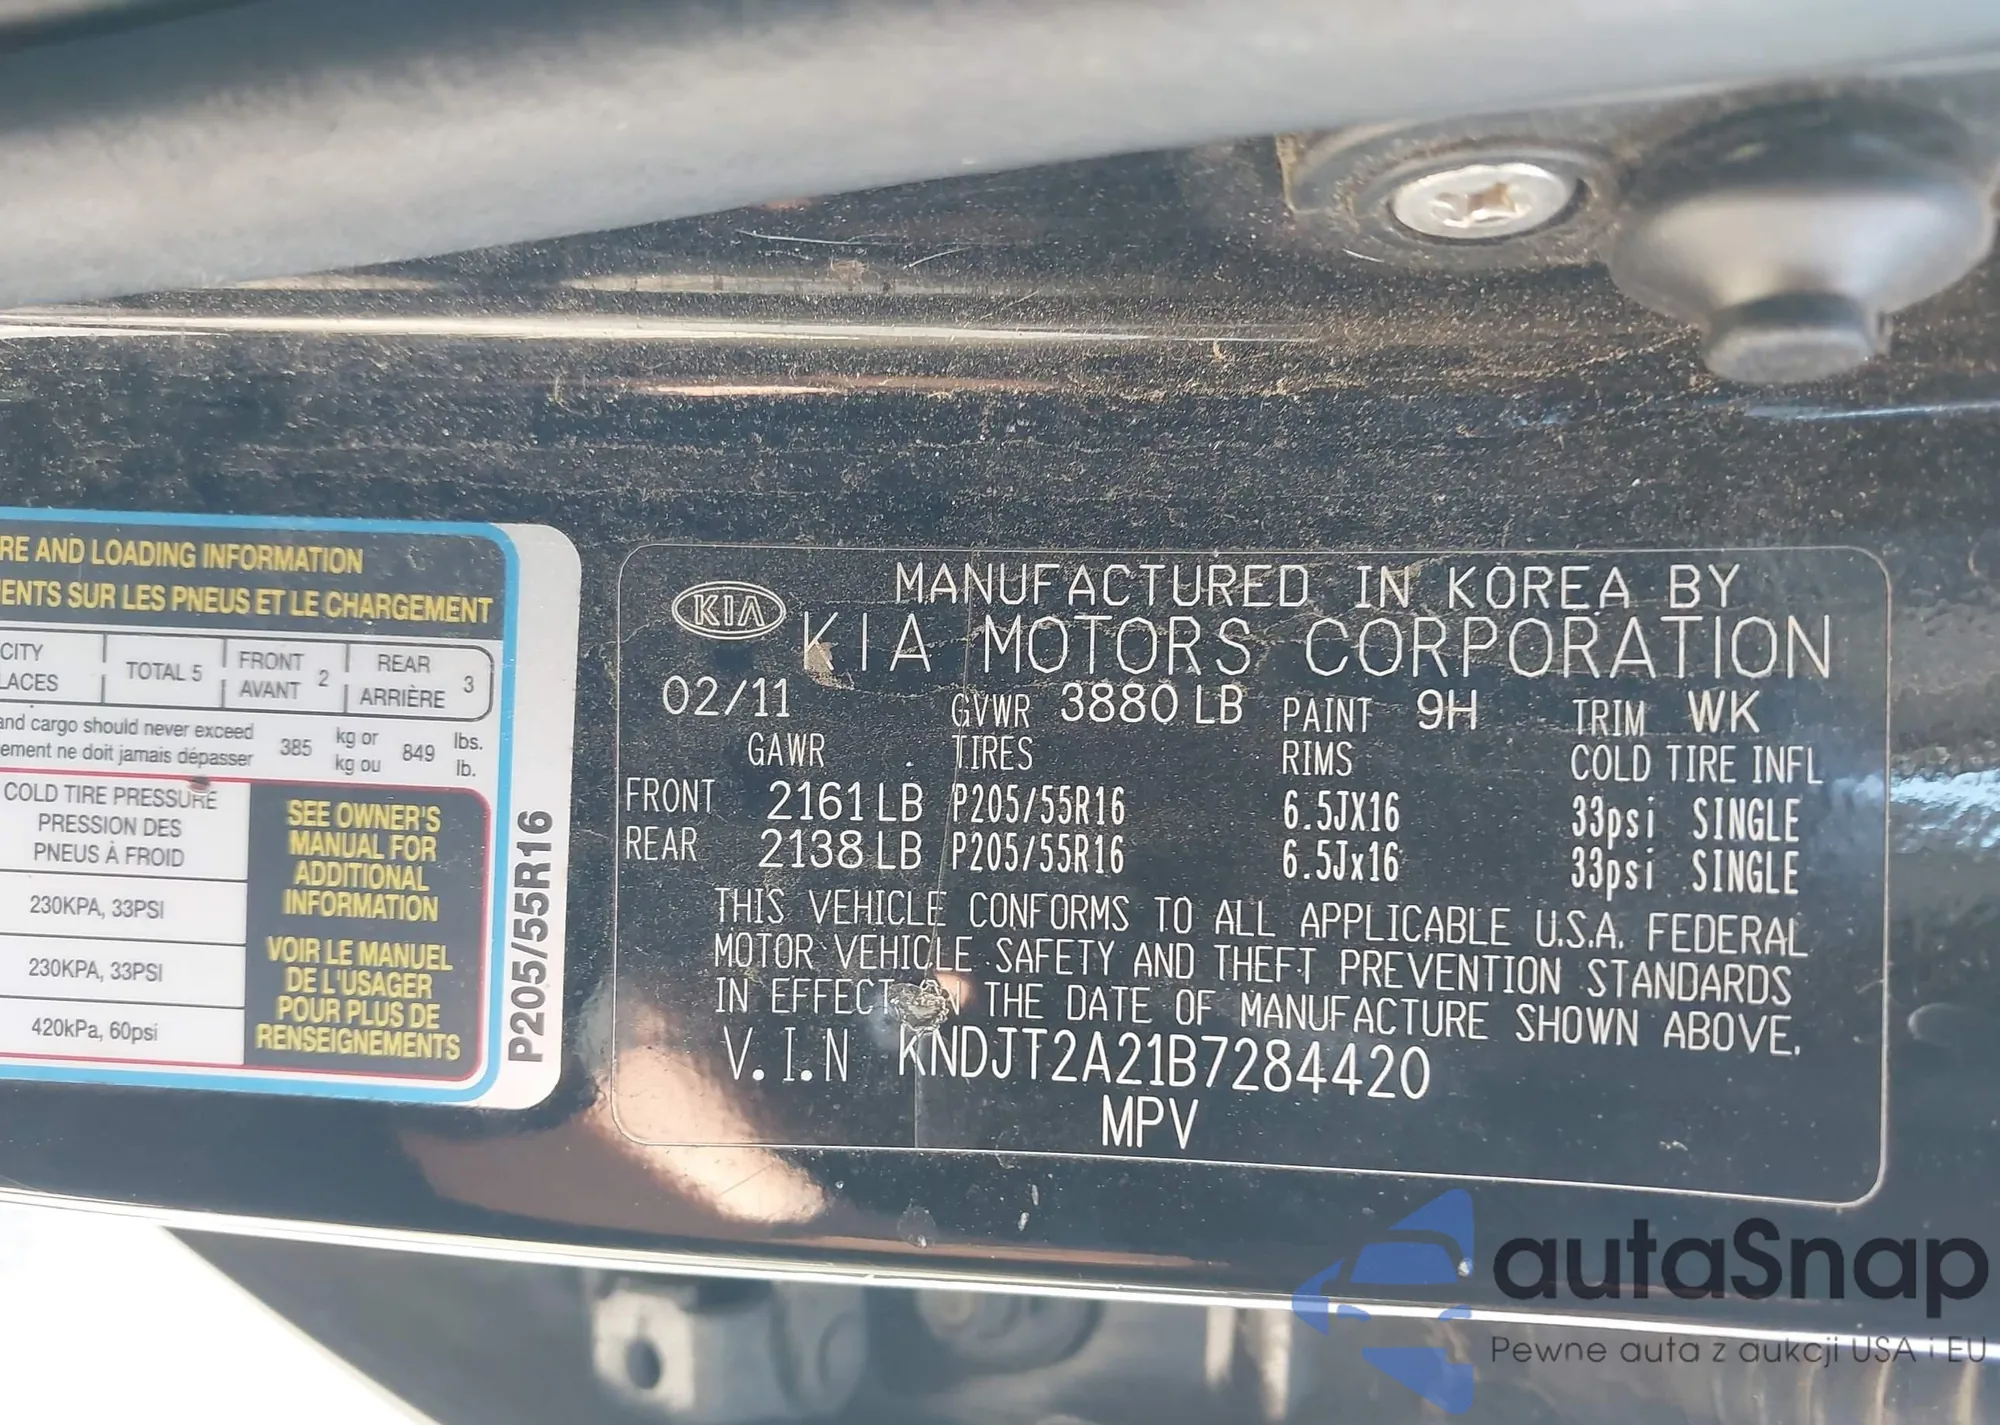 RE AND LOADING INFORMATION
ENTS SUR LES PNEUS ET LE CHARGEMENT
CITY
LACES
TOTAL 5
FRONT
AVANT
2
REAR
ARRIÈRE
3
and cargo should never exceed
ement ne doit jamais dépasser
385
kg or
kg ou
849
lbs.
lb.
COLD TIRE PRESSURE
PRESSION DES
PNEUS À FROID
230KPA, 33PSI
230KPA, 33PSI
420kPa, 60psi
SEE OWNER'S
MANUAL FOR
ADDITIONAL
INFORMATION
VOIR LE MANUEL
DE L'USAGER
POUR PLUS DE
RENSEIGNEMENTS
P205/55R16
KIA
MANUFACTURED IN KOREA BY
KIA MOTORS CORPORATION
02/11 GVWR 3880 LB PAINT 9H TRIM WK
GAWR TIRES RIMS COLD TIRE INFL
FRONT 2161 LB P205/55R16 6.5JX16 33psi SINGLE
REAR 2138 LB P205/55R16 6.5Jx16 33psi SINGLE
THIS VEHICLE CONFORMS TO ALL APPLICABLE U.S.A. FEDERAL
MOTOR VEHICLE SAFETY AND THEFT PREVENTION STANDARDS
IN EFFECT THE DATE OF MANUFACTURE SHOWN ABOVE.
V.I.N KNDJT2A21B7284420
MPV
autaSnap
Pewne auta z aukcji USA i EU